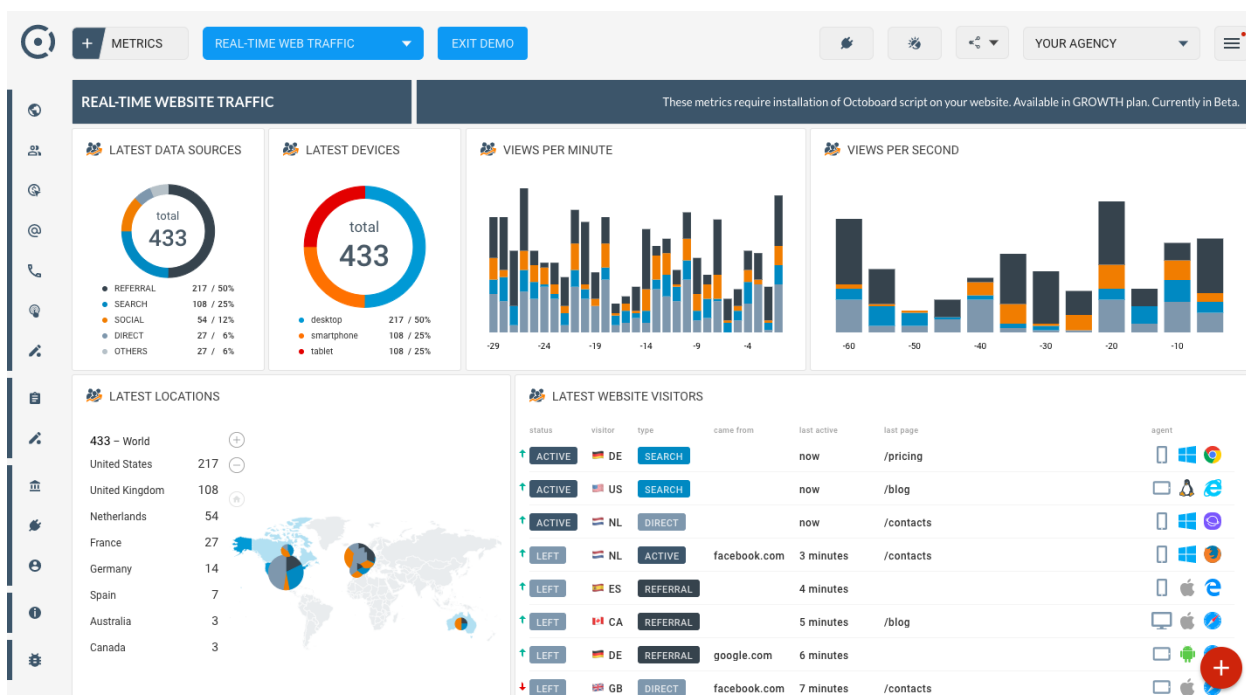 + METRICS
REAL-TIME WEB TRAFFIC
EXIT DEMO
YOUR AGENCY
REAL-TIME WEBSITE TRAFFIC
These metrics require installation of Octoboard script on your website. Available in GROWTH plan. Currently in Beta.
LATEST DATA SOURCES
total
433
REFERRAL 217 / 50%
SEARCH 108 / 25%
SOCIAL 54 / 12%
DIRECT 27 / 6%
OTHERS 27 / 6%
LATEST DEVICES
total
433
desktop 217 / 50%
smartphone 108 / 25%
tablet 108 / 25%
VIEWS PER MINUTE
-29 -24 -19 -14 -9 -4
VIEWS PER SECOND
-60 -50 -40 -30 -20 -10
LATEST LOCATIONS
433 – World
United States 217
United Kingdom 108
Netherlands 54
France 27
Germany 14
Spain 7
Australia 3
Canada 3
LATEST WEBSITE VISITORS
status visitor type came from last active last page agent
ACTIVE DE SEARCH now /pricing
ACTIVE US SEARCH now /blog
ACTIVE NL DIRECT now /contacts
LEFT NL ACTIVE facebook.com 3 minutes /contacts
LEFT ES REFERRAL 4 minutes
LEFT CA REFERRAL 5 minutes /blog
LEFT DE REFERRAL google.com 6 minutes
LEFT GB DIRECT facebook.com 7 minutes /contacts